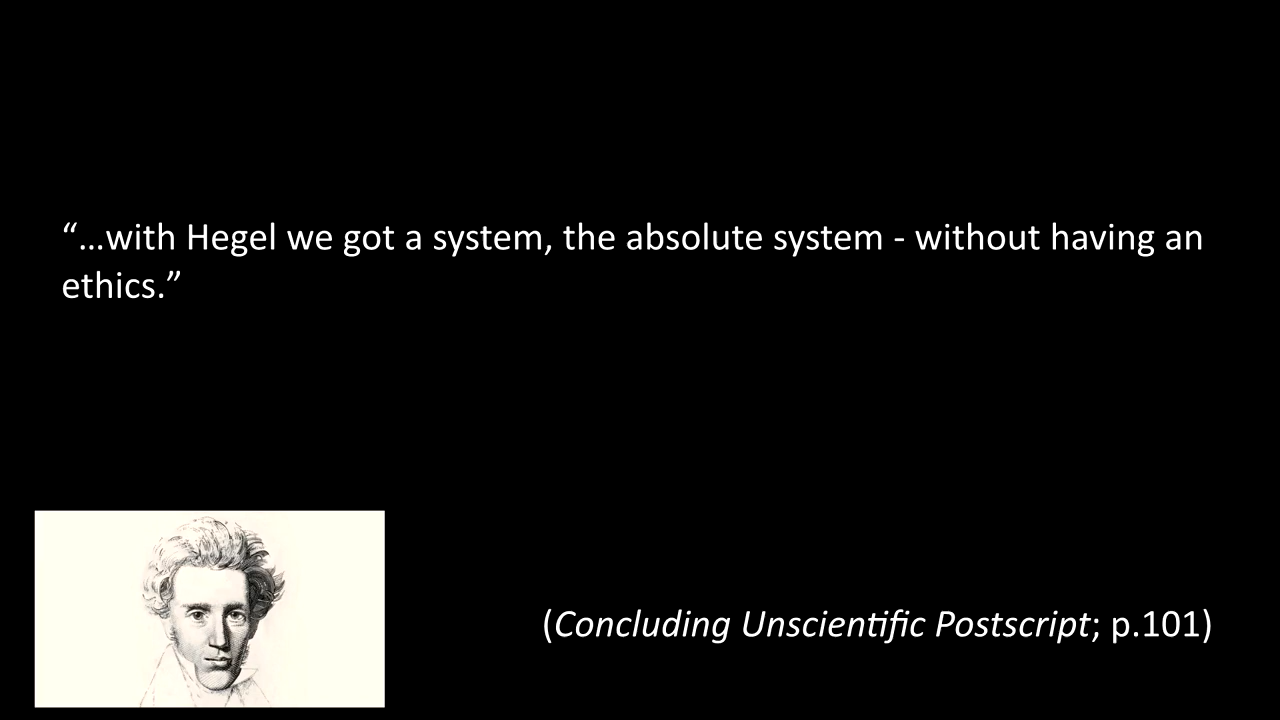 “…with Hegel we got a system, the absolute system - without having an
ethics.”
(Concluding Unscientific Postscript; p.101)